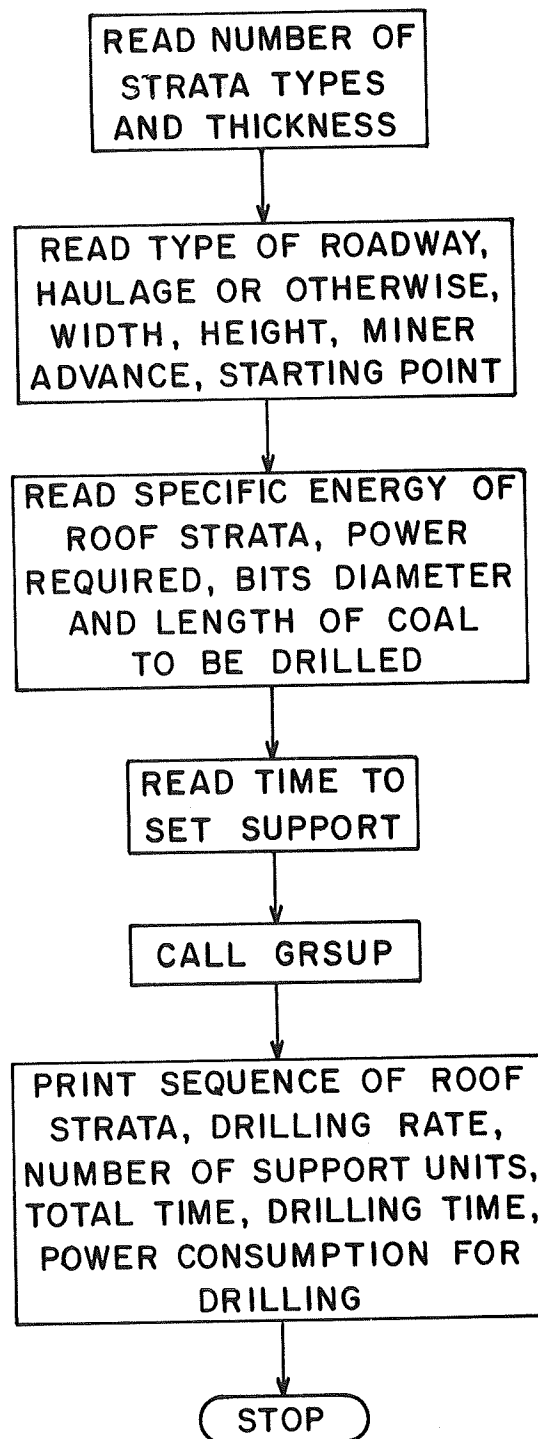 READ NUMBER OF
STRATA TYPES
AND THICKNESS
READ TYPE OF ROADWAY,
HAULAGE OR OTHERWISE,
WIDTH, HEIGHT, MINER
ADVANCE, STARTING POINT
READ SPECIFIC ENERGY OF
ROOF STRATA, POWER
REQUIRED, BITS DIAMETER
AND LENGTH OF COAL
TO BE DRILLED
READ TIME TO
SET SUPPORT
CALL GRSUP
PRINT SEQUENCE OF ROOF
STRATA, DRILLING RATE,
NUMBER OF SUPPORT UNITS,
TOTAL TIME, DRILLING TIME,
POWER CONSUMPTION FOR
DRILLING
STOP